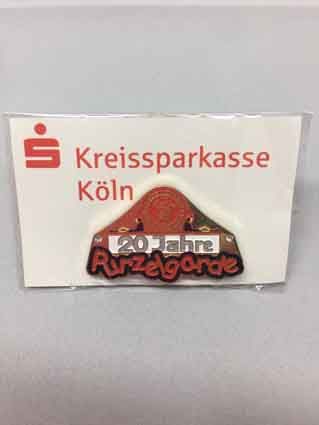 Kreissparkasse
Köln
20 Jahre
Purzelgarde